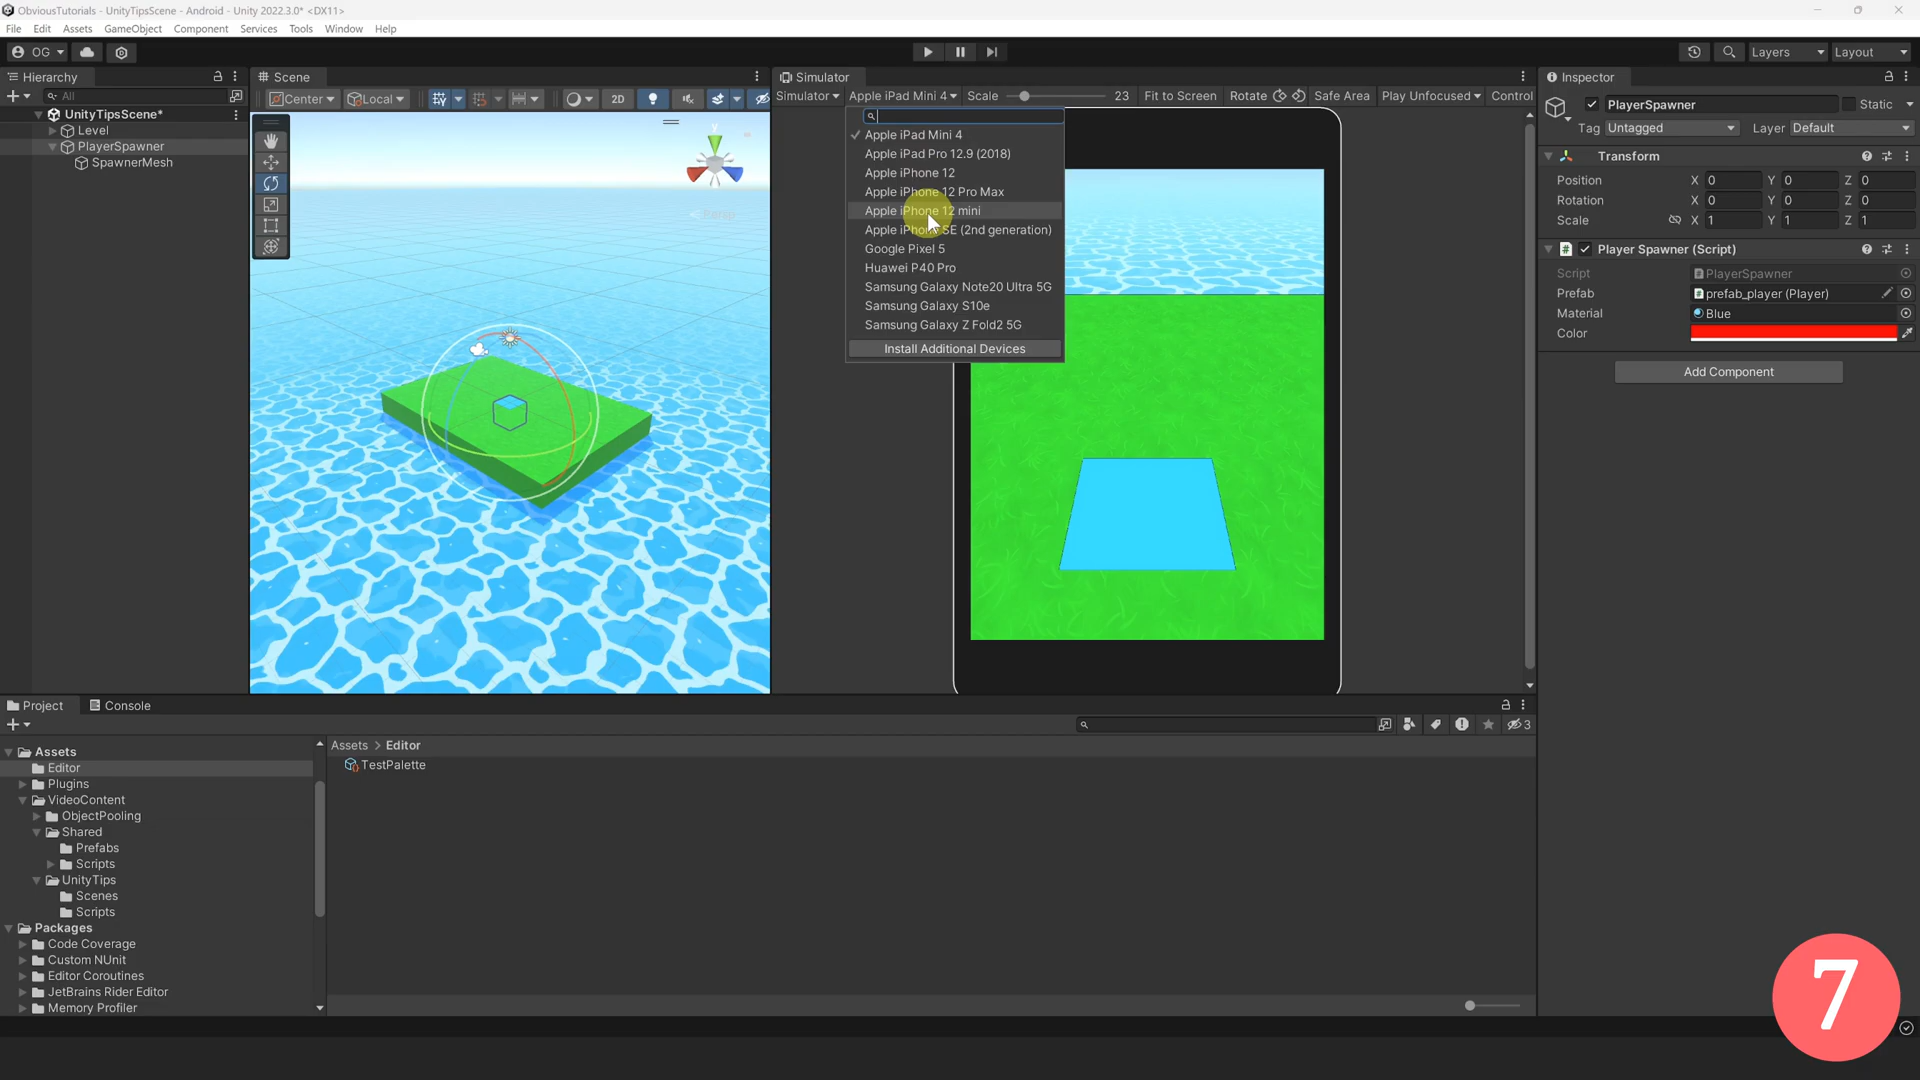 ObviousTutorials - UnityTipsScene - Android - Unity 2022.3.0* <DX11>
File Edit Assets GameObject Component Services Tools Window Help
OG Layers Layout
Hierarchy
All
UnityTipsScene*
Level
PlayerSpawner
SpawnerMesh
Scene
Center Local 2D
y
Persp
Simulator
Simulator Apple iPad Mini 4 Scale 23 Fit to Screen Rotate Safe Area Play Unfocused Control
Apple iPad Mini 4
Apple iPad Pro 12.9 (2018)
Apple iPhone 12
Apple iPhone 12 Pro Max
Apple iPhone 12 mini
Apple iPhone SE (2nd generation)
Google Pixel 5
Huawei P40 Pro
Samsung Galaxy Note20 Ultra 5G
Samsung Galaxy S10e
Samsung Galaxy Z Fold2 5G
Install Additional Devices
Inspector
PlayerSpawner Static
Tag Untagged Layer Default
Transform
Position X 0 Y 0 Z 0
Rotation X 0 Y 0 Z 0
Scale X 1 Y 1 Z 1
# Player Spawner (Script)
Script PlayerSpawner
Prefab prefab_player (Player)
Material Blue
Color
Add Component
Project Console
3
Assets
Editor
Plugins
VideoContent
ObjectPooling
Shared
Prefabs
Scripts
UnityTips
Scenes
Scripts
Packages
Code Coverage
Custom NUnit
Editor Coroutines
JetBrains Rider Editor
Memory Profiler
Assets > Editor
TestPalette
7